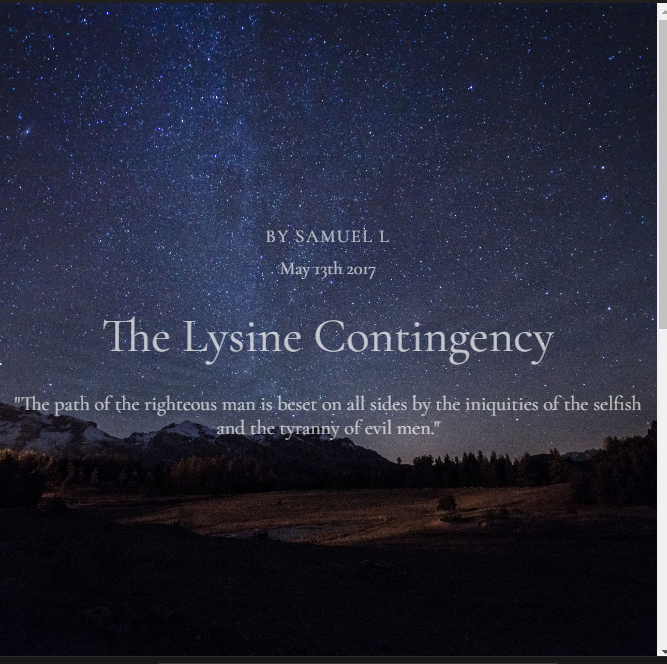 BY SAMUEL L
May 13th 2017
The Lysine Contingency
"The path of the righteous man is beset on all sides by the iniquities of the selfish
and the tyranny of evil men."